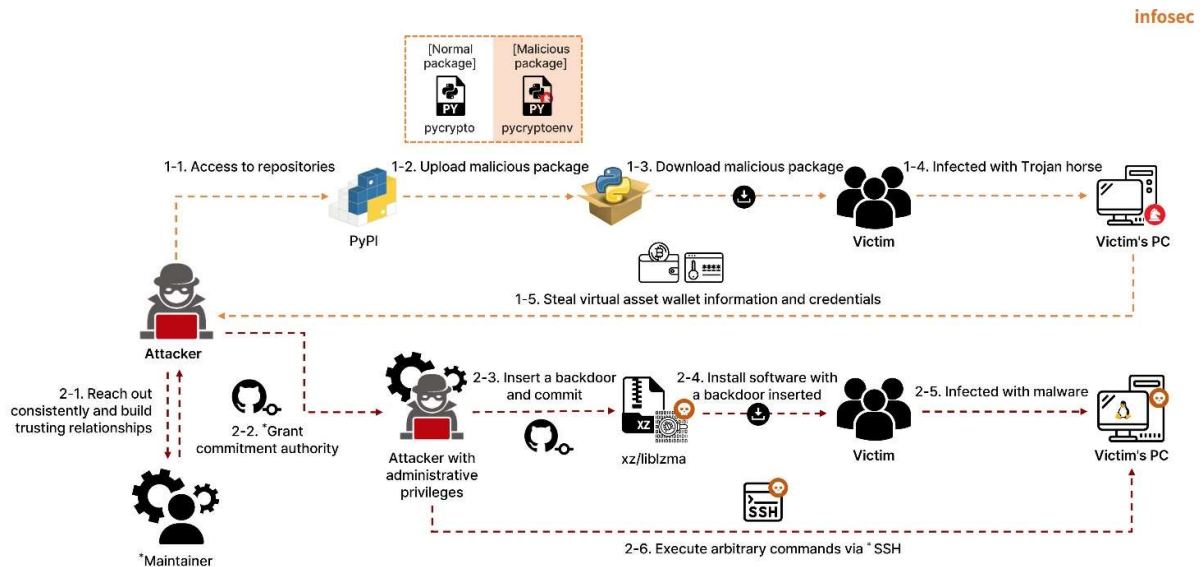 infosec
[Normal
package]
[Malicious
package]
PY
PY
pycrypto
pycryptoenv
1-1. Access to repositories
1-2. Upload malicious package
1-3. Download malicious package
1-4. Infected with Trojan horse
PyPI
Victim
Victim's PC
****
1-5. Steal virtual asset wallet information and credentials
Attacker
2-1. Reach out
consistently and build
trusting relationships
2-2. *Grant
commitment authority
2-3. Insert a backdoor
and commit
2-4. Install software with
a backdoor inserted
2-5. Infected with malware
XZ
Attacker with
administrative
privileges
xz/liblzma
Victim
Victim's PC
SSH
*Maintainer
2-6. Execute arbitrary commands via *SSH